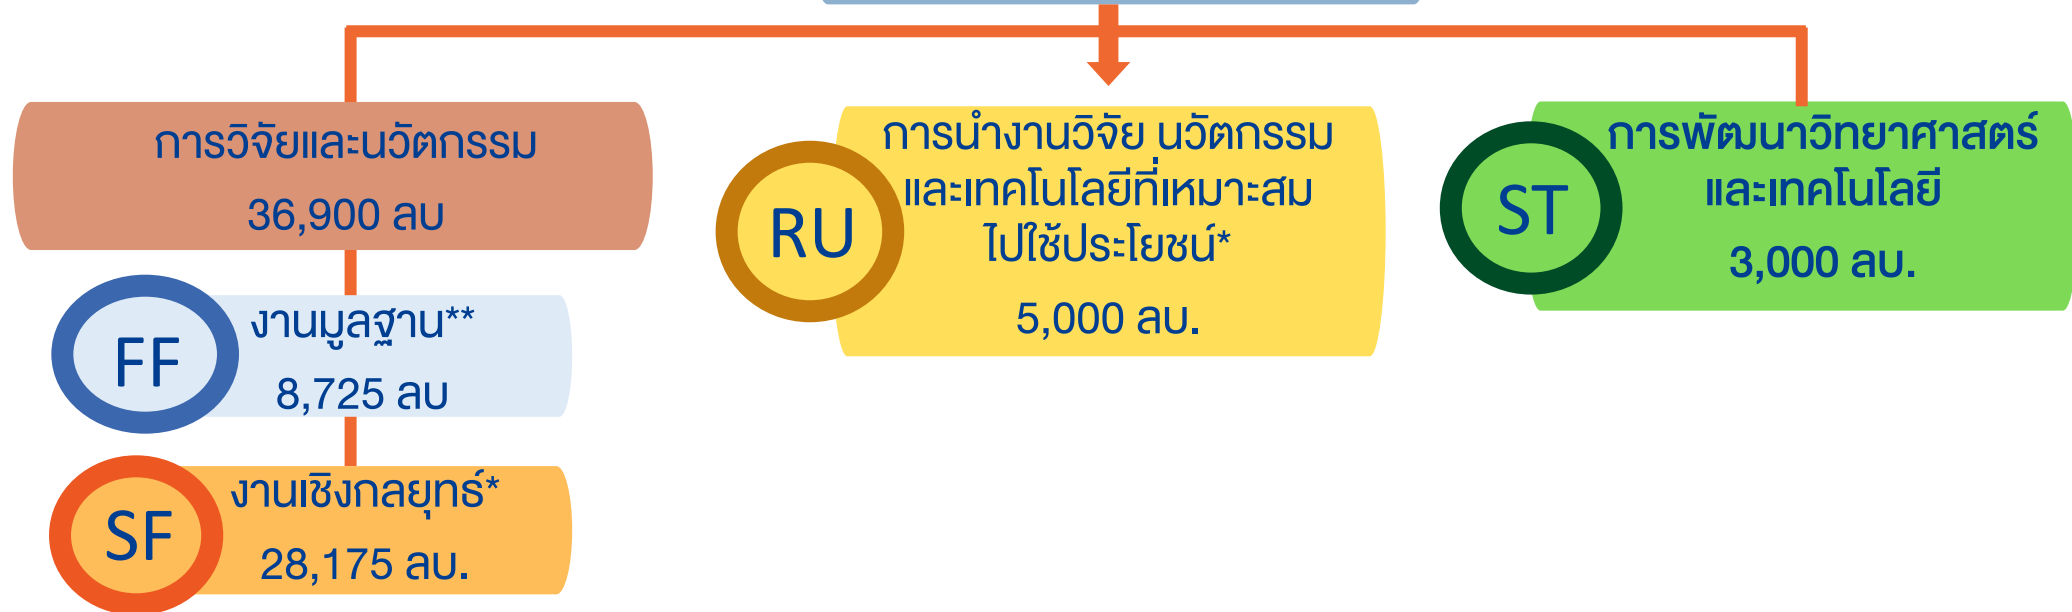 การวิจัยและนวัตกรรม
36,900 ลบ
FF
งานมูลฐาน**
8,725 ลบ
SF
งานเชิงกลยุทธ์*
28,175 ลบ.
RU
การนำงานวิจัย นวัตกรรม
และเทคโนโลยีที่เหมาะสม
ไปใช้ประโยชน์*
5,000 ลบ.
ST
การพัฒนาวิทยาศาสตร์
และเทคโนโลยี
3,000 ลบ.